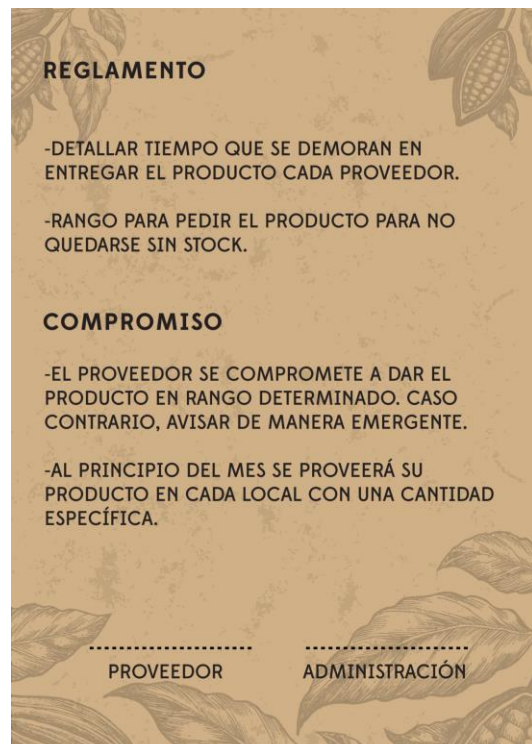 REGLAMENTO
-DETALLAR TIEMPO QUE SE DEMORAN EN
ENTREGAR EL PRODUCTO CADA PROVEEDOR.
-RANGO PARA PEDIR EL PRODUCTO PARA NO
QUEDARSE SIN STOCK.
COMPROMISO
-EL PROVEEDOR SE COMPROMETE A DAR EL
PRODUCTO EN RANGO DETERMINADO. CASO
CONTRARIO, AVISAR DE MANERA EMERGENTE.
-AL PRINCIPIO DEL MES SE PROVEERÁ SU
PRODUCTO EN CADA LOCAL CON UNA CANTIDAD
ESPECÍFICA.
PROVEEDOR
ADMINISTRACIÓN